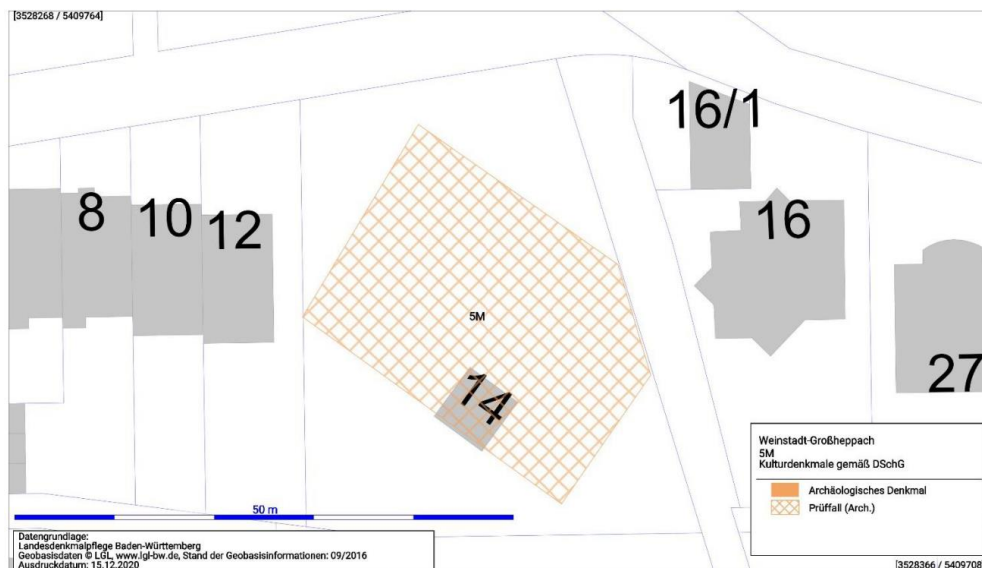 [3528268 / 5409764]
16/1
8
10
12
16
5M
14
27
Weinstadt-Großheppach
5M
Kulturdenkmale gemäß DSchG
Archäologisches Denkmal
Prüffall (Arch.)
50 m
Datengrundlage:
Landesdenkmalpflege Baden-Württemberg
Geobasisdaten © LGL, www.lgl-bw.de, Stand der Geobasisinformationen: 09/2016
Ausdruckdatum: 15.12.2020
[3528366 / 5409708]